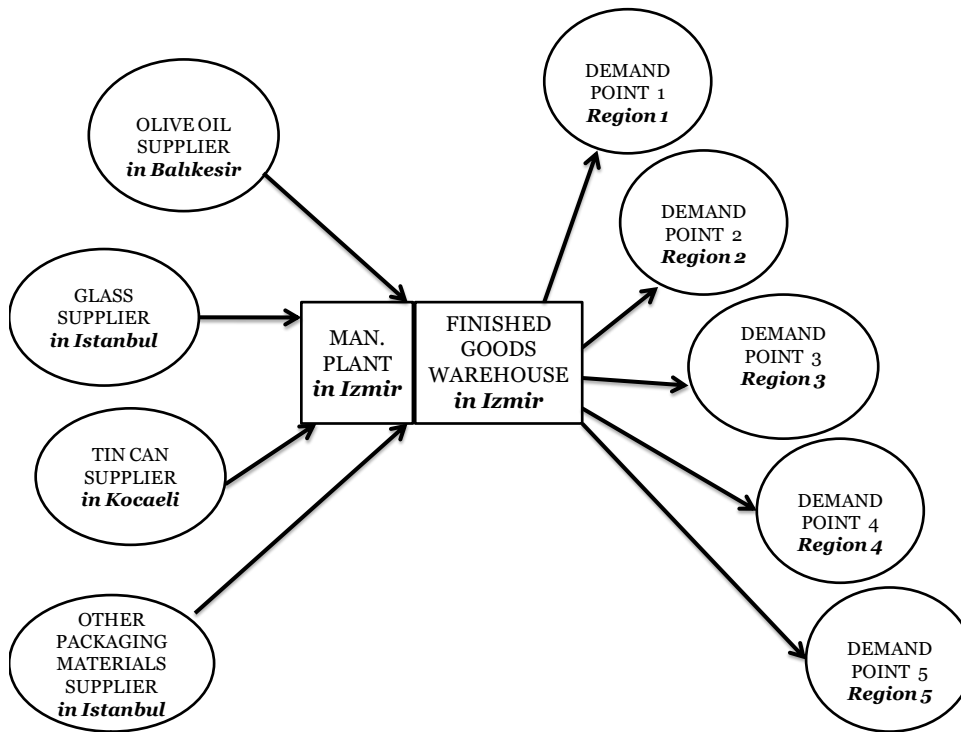 OLIVE OIL
SUPPLIER
in Balıkesir
GLASS
SUPPLIER
in Istanbul
TIN CAN
SUPPLIER
in Kocaeli
OTHER
PACKAGING
MATERIALS
SUPPLIER
in Istanbul
MAN.
PLANT
in Izmir
FINISHED
GOODS
WAREHOUSE
in Izmir
DEMAND
POINT 1
Region 1
DEMAND
POINT 2
Region 2
DEMAND
POINT 3
Region 3
DEMAND
POINT 4
Region 4
DEMAND
POINT 5
Region 5